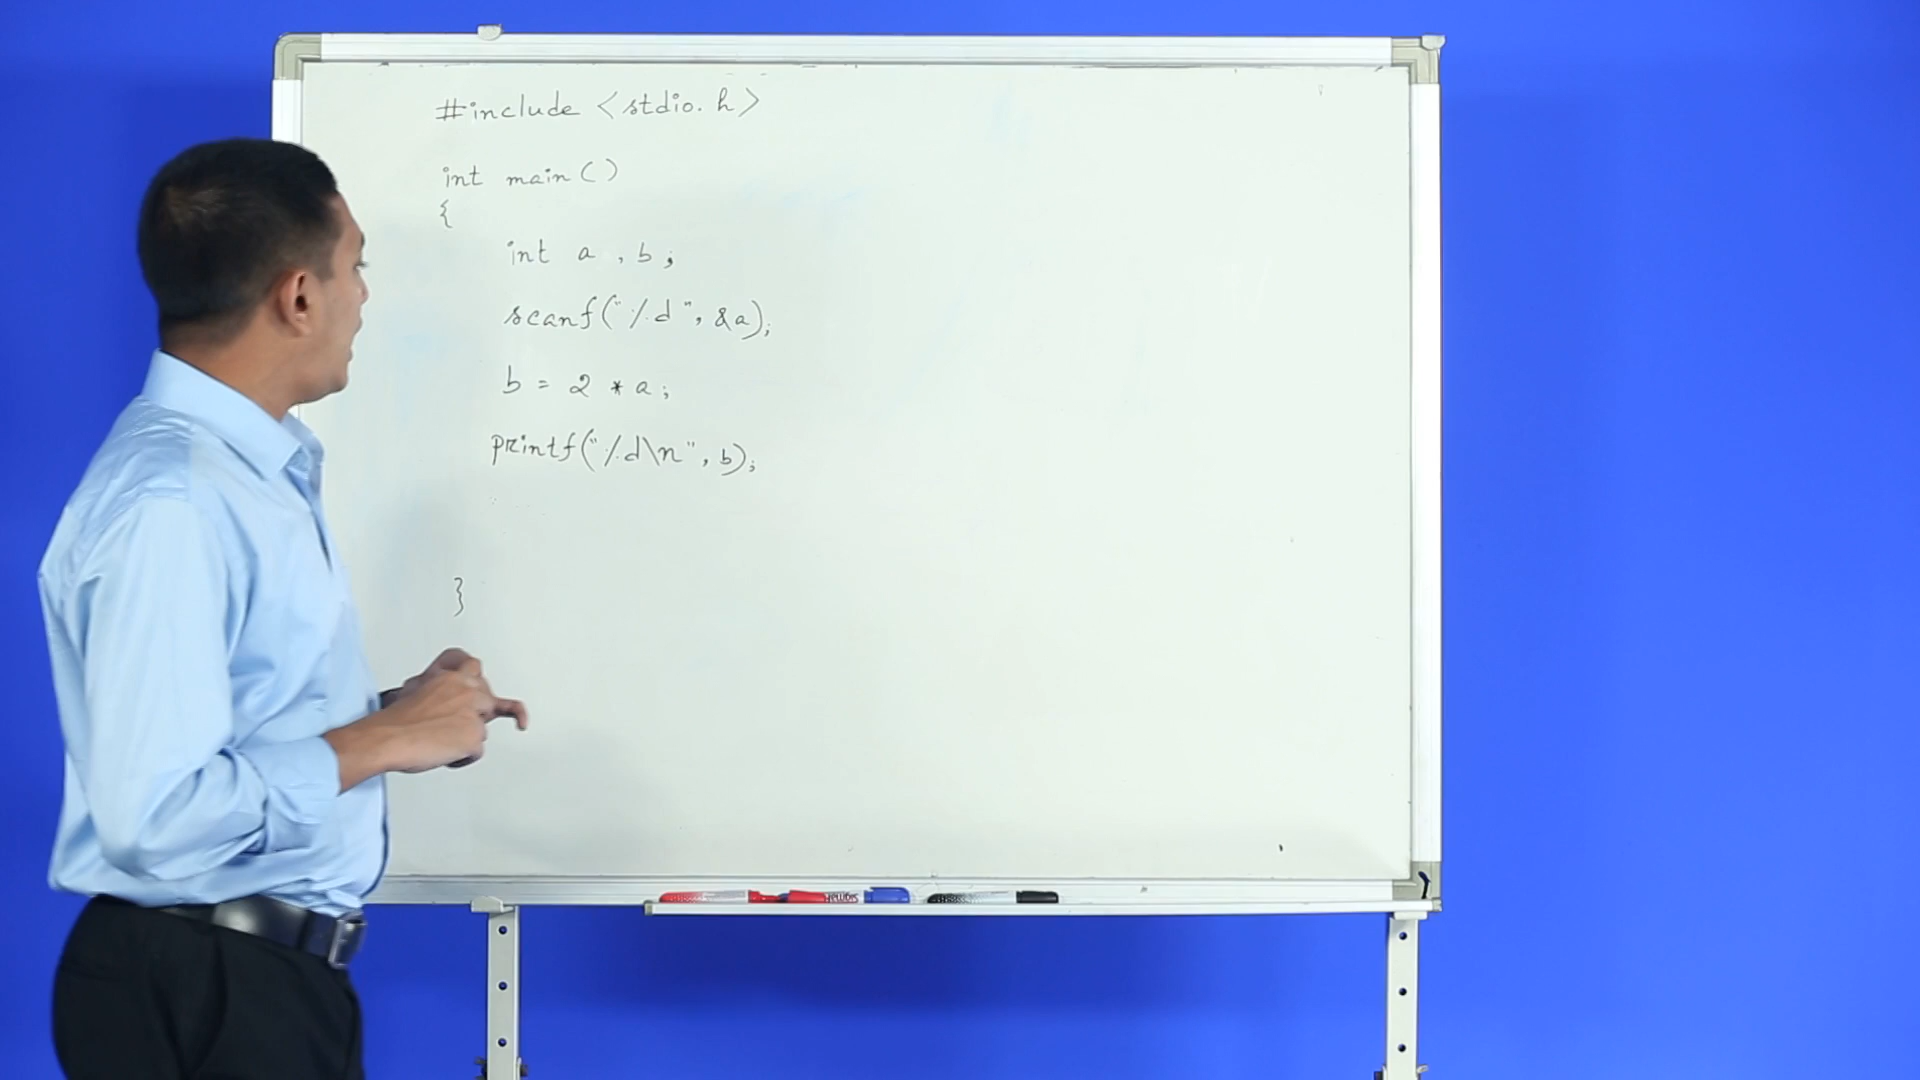 #include <stdio.h>
int main()
{
int a , b;
scanf("%d", &a);
b = 2 * a;
printf("%d\n", b);
}